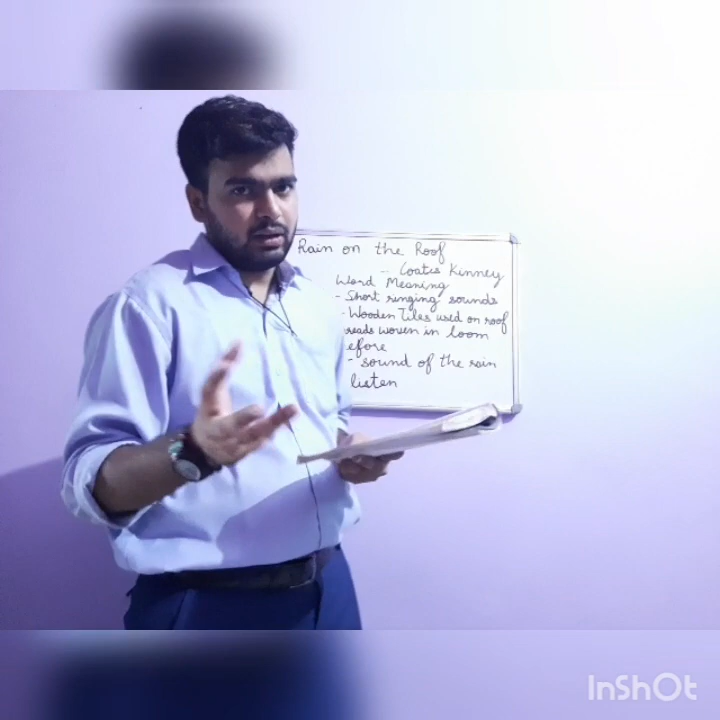 Rain on the Roof
- Coates Kinney
Word Meaning
- Short ringing sounds
- Wooden Tiles used on roof
reads woven in loom
efore
- sound of the rain
listen
InShOt